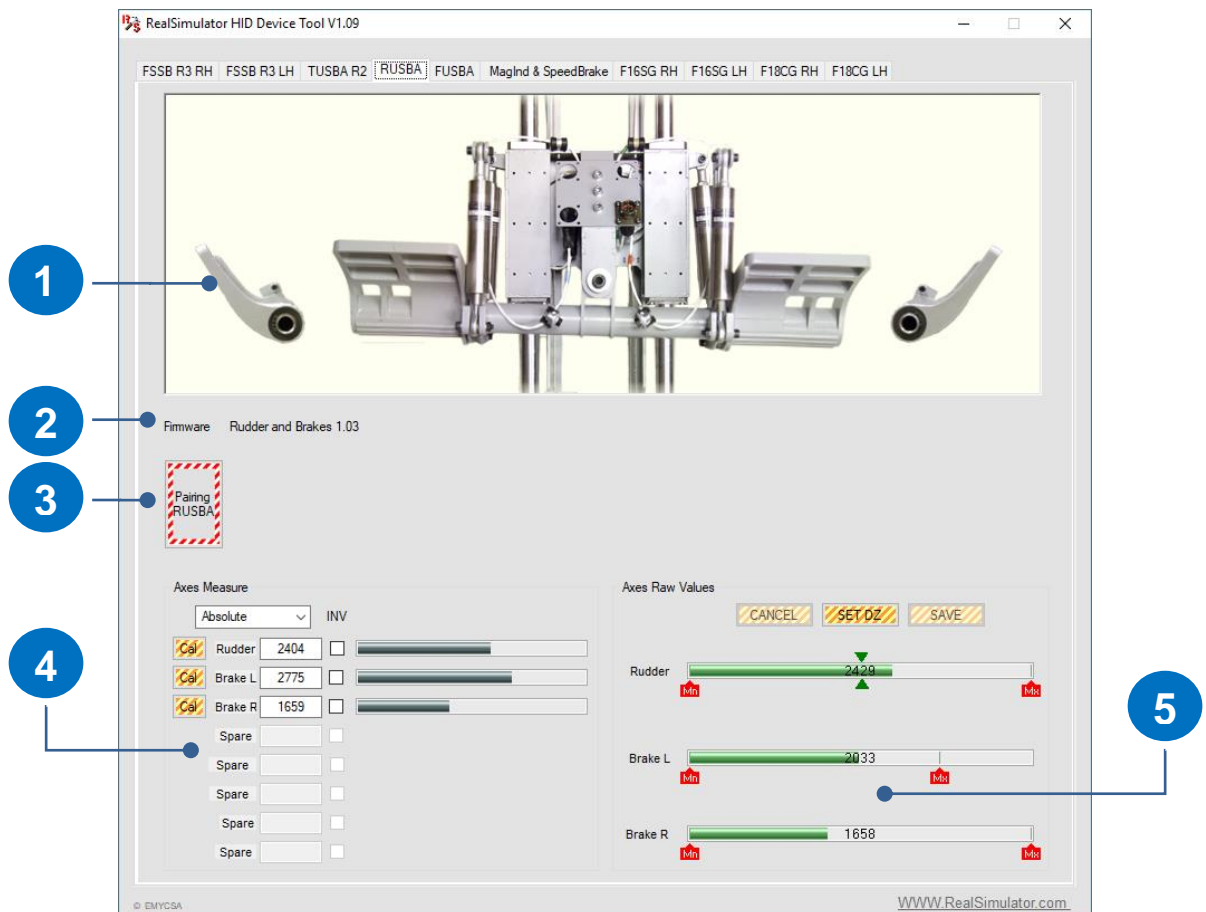 RS RealSimulator HID Device Tool V1.09
FSSB R3 RH FSSB R3 LH TUSBA R2 RUSBA FUSBA MagInd & SpeedBrake F16SG RH F16SG LH F18CG RH F18CG LH
1
2
Firmware Rudder and Brakes 1.03
3
Pairing
RUSBA
Axes Measure
Absolute INV
Cal Rudder 2404
Cal Brake L 2775
Cal Brake R 1659
Spare
Spare
Spare
Spare
Spare
4
Axes Raw Values
CANCEL SET DZ SAVE
Rudder 2429
Mn Mx
Brake L 2033
Mn Mx
Brake R 1658
Mn Mx
5
© EMYCSA
WWW.RealSimulator.com